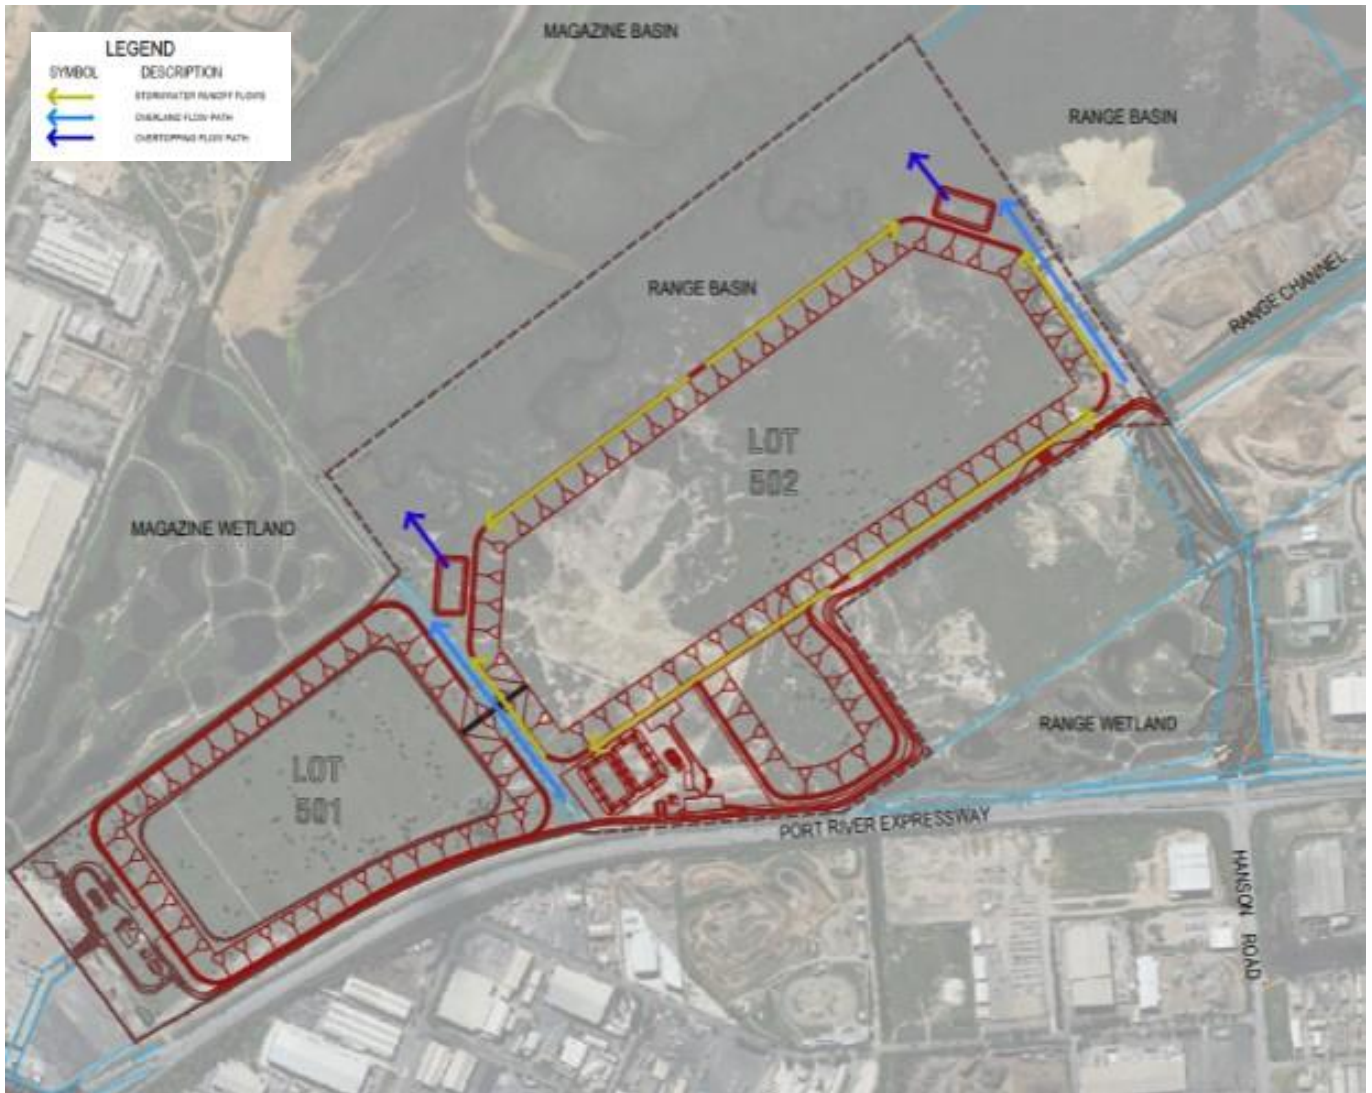 LEGEND
SYMBOL DESCRIPTION
STORMWATER RUNOFF FLOWS
OVERLAND FLOW PATH
OVERTOPPING FLOW PATH
MAGAZINE BASIN
RANGE BASIN
RANGE BASIN
RANGE CHANNEL
LOT
502
MAGAZINE WETLAND
RANGE WETLAND
LOT
501
PORT RIVER EXPRESSWAY
HANSON ROAD